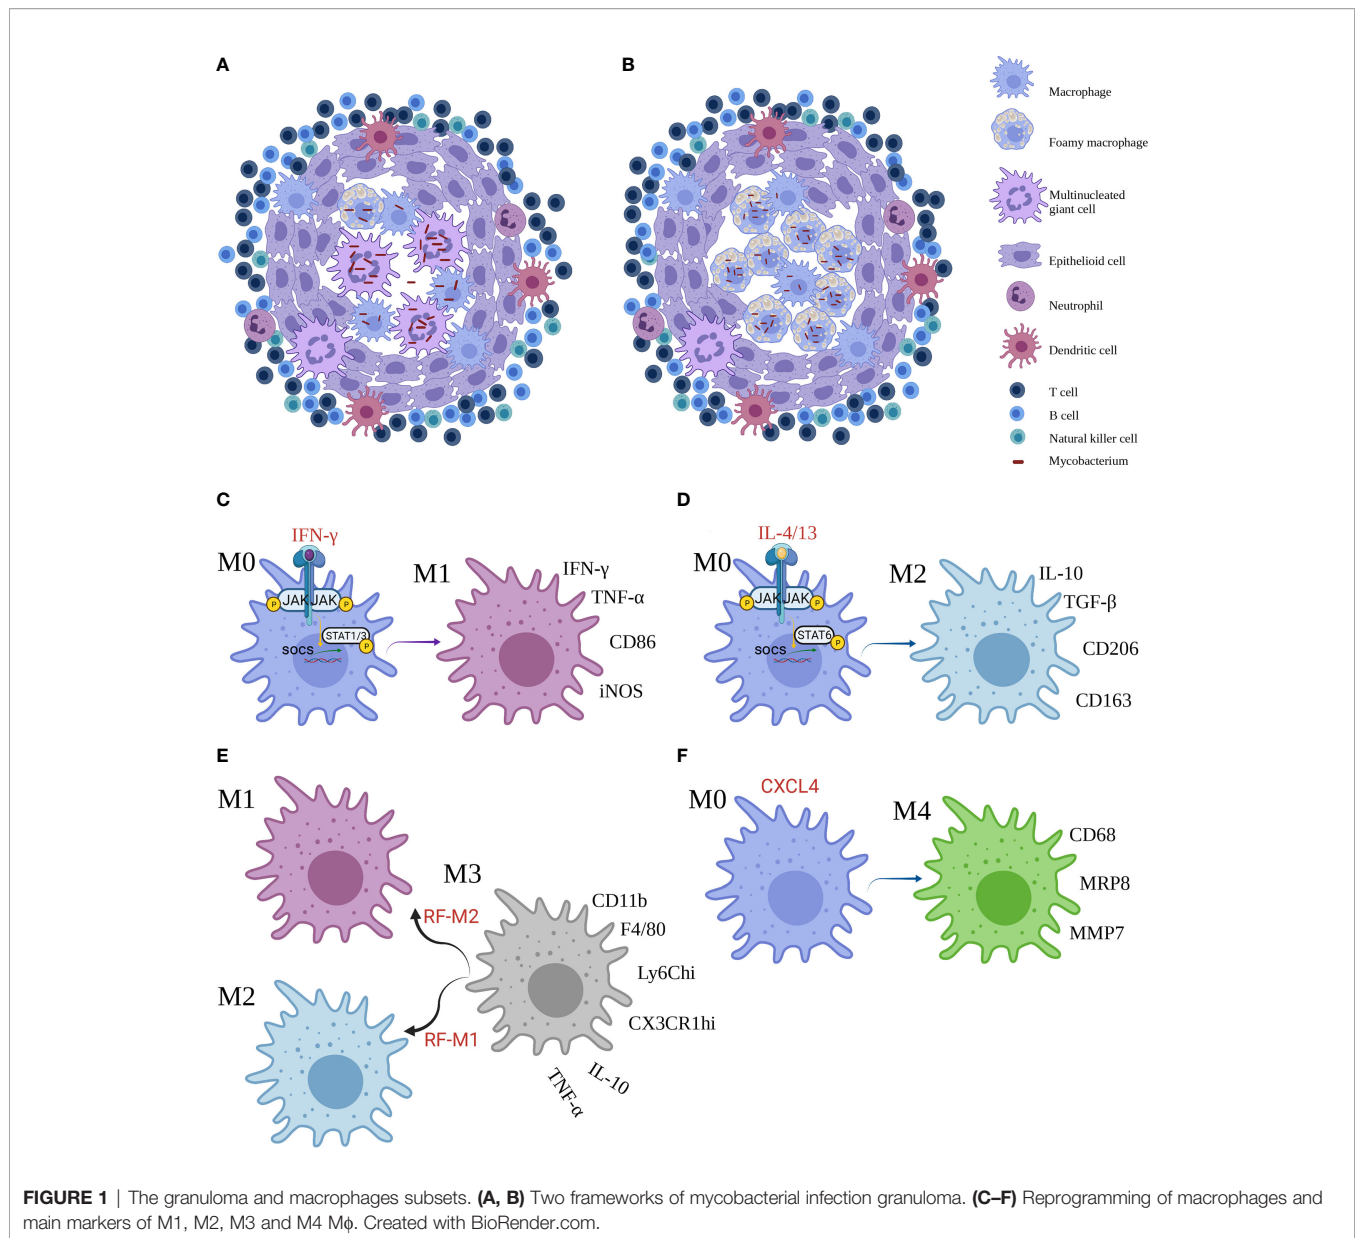 A
B
Macrophage
Foamy macrophage
Multinucleated
giant cell
Epithelioid cell
Neutrophil
Dendritic cell
T cell
B cell
Natural killer cell
Mycobacterium
C
IFN-γ
M0
JAK JAK
P
P
STAT1/3
P
SOCS
M1
IFN-γ
TNF-α
CD86
iNOS
D
IL-4/13
M0
JAK JAK
P
P
STAT6
P
SOCS
M2
IL-10
TGF-β
CD206
CD163
E
M1
M3
RF-M2
CD11b
F4/80
Ly6Chi
M2
CX3CR1hi
RF-M1
IL-10
TNF-α
F
CXCL4
M0
M4
CD68
MRP8
MMP7
FIGURE 1 | The granuloma and macrophages subsets. (A, B) Two frameworks of mycobacterial infection granuloma. (C–F) Reprogramming of macrophages and
main markers of M1, M2, M3 and M4 Mϕ. Created with BioRender.com.